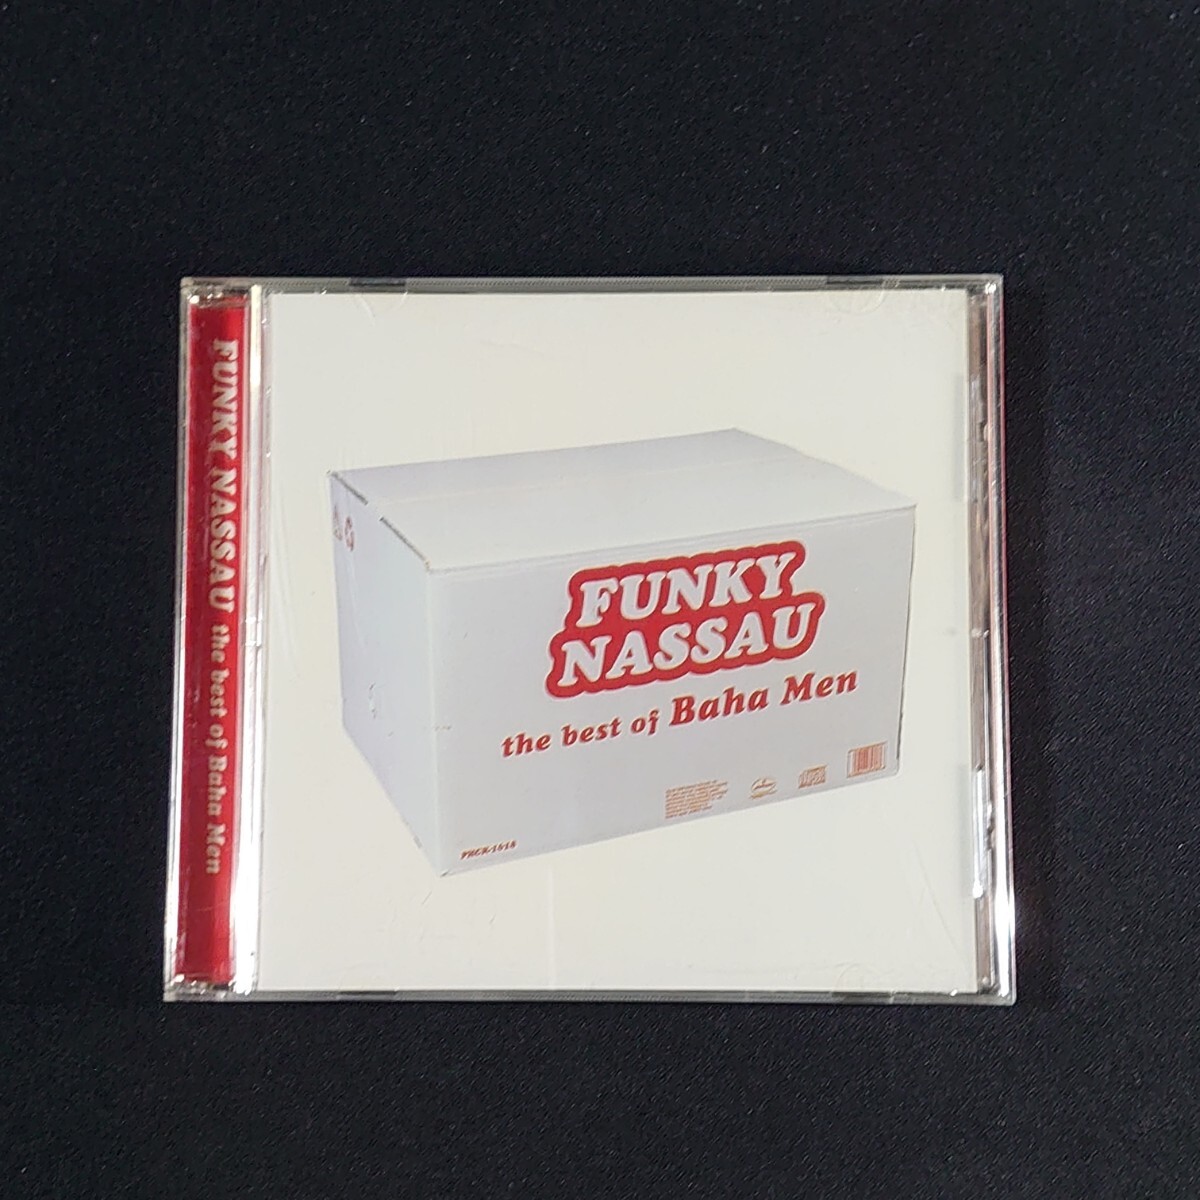 FUNKY NASSAU the best of Baha Men
FUNKY
NASSAU
the best of Baha Men